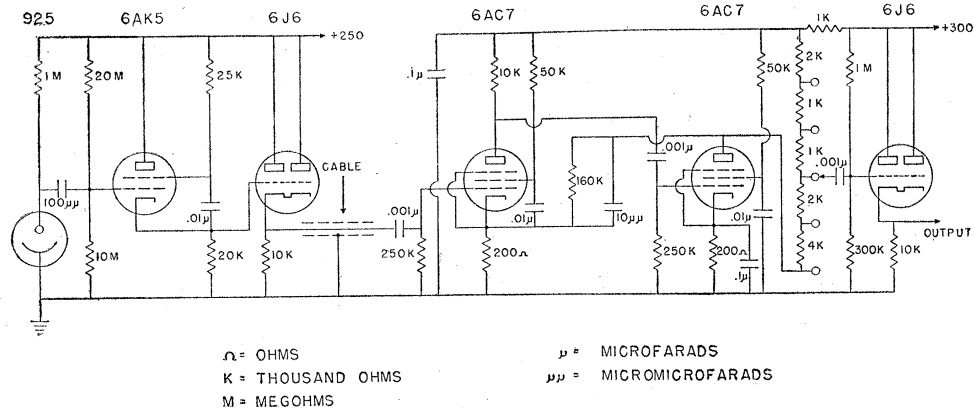 925 6AK5 6J6 6AC7 6AC7 6J6
1K
+250 +300
1M 20M 25K .1µ 10K 50K 50K 2K 1M
1K
CABLE .001µ 1K .001µ
100µµ .01µ .001µ .01µ 160K 10µµ .01µ 2K
OUTPUT
10M 20K 10K 250K 200Ω 250K 200Ω .1µ 4K 300K 10K
Ω = OHMS
K = THOUSAND OHMS
M = MEGOHMS
µ = MICROFARADS
µµ = MICROMICROFARADS